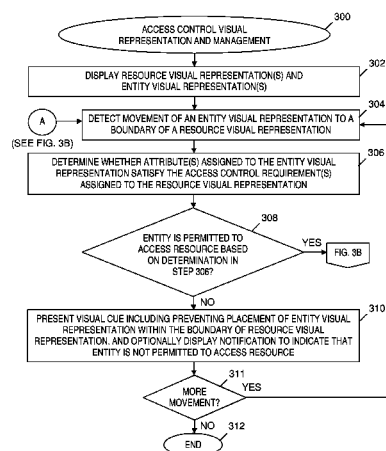 300
ACCESS CONTROL VISUAL
REPRESENTATION AND MANAGEMENT
302
DISPLAY RESOURCE VISUAL REPRESENTATION(S) AND
ENTITY VISUAL REPRESENTATION(S)
304
A
(SEE FIG. 3B)
DETECT MOVEMENT OF AN ENTITY VISUAL REPRESENTATION TO A
BOUNDARY OF A RESOURCE VISUAL REPRESENTATION
306
DETERMINE WHETHER ATTRIBUTE(S) ASSIGNED TO THE ENTITY VISUAL
REPRESENTATION SATISFY THE ACCESS CONTROL REQUIREMENT(S)
ASSIGNED TO THE RESOURCE VISUAL REPRESENTATION
308
ENTITY IS PERMITTED TO
ACCESS RESOURCE BASED
ON DETERMINATION IN
STEP 306?
YES
FIG. 3B
NO
310
PRESENT VISUAL CUE INCLUDING PREVENTING PLACEMENT OF ENTITY VISUAL
REPRESENTATION WITHIN THE BOUNDARY OF RESOURCE VISUAL
REPRESENTATION, AND OPTIONALLY DISPLAY NOTIFICATION TO INDICATE THAT
ENTITY IS NOT PERMITTED TO ACCESS RESOURCE
311
MORE
MOVEMENT?
YES
NO
312
END